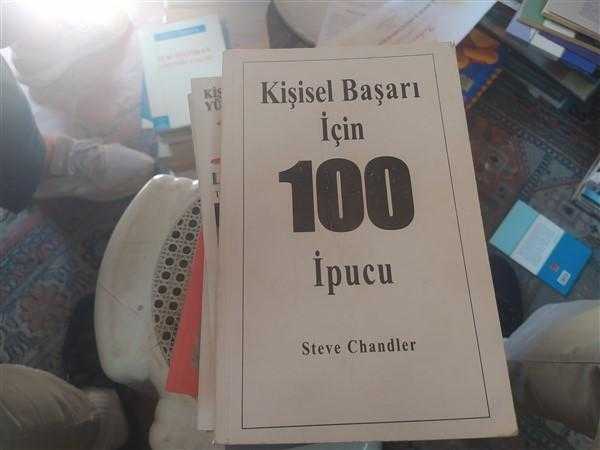 Kişisel Başarı
İçin
100
İpucu
Steve Chandler